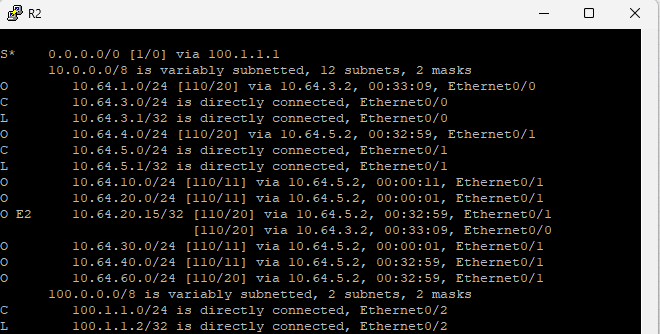 R2
S*    0.0.0.0/0 [1/0] via 100.1.1.1
      10.0.0.0/8 is variably subnetted, 12 subnets, 2 masks
O        10.64.1.0/24 [110/20] via 10.64.3.2, 00:33:09, Ethernet0/0
C        10.64.3.0/24 is directly connected, Ethernet0/0
L        10.64.3.1/32 is directly connected, Ethernet0/0
O        10.64.4.0/24 [110/20] via 10.64.5.2, 00:32:59, Ethernet0/1
C        10.64.5.0/24 is directly connected, Ethernet0/1
L        10.64.5.1/32 is directly connected, Ethernet0/1
O        10.64.10.0/24 [110/11] via 10.64.5.2, 00:00:11, Ethernet0/1
O        10.64.20.0/24 [110/11] via 10.64.5.2, 00:00:01, Ethernet0/1
O E2     10.64.20.15/32 [110/20] via 10.64.5.2, 00:32:59, Ethernet0/1
                        [110/20] via 10.64.3.2, 00:33:09, Ethernet0/0
O        10.64.30.0/24 [110/11] via 10.64.5.2, 00:00:01, Ethernet0/1
O        10.64.40.0/24 [110/11] via 10.64.5.2, 00:32:59, Ethernet0/1
O        10.64.60.0/24 [110/20] via 10.64.5.2, 00:32:59, Ethernet0/1
      100.0.0.0/8 is variably subnetted, 2 subnets, 2 masks
C        100.1.1.0/24 is directly connected, Ethernet0/2
L        100.1.1.2/32 is directly connected, Ethernet0/2